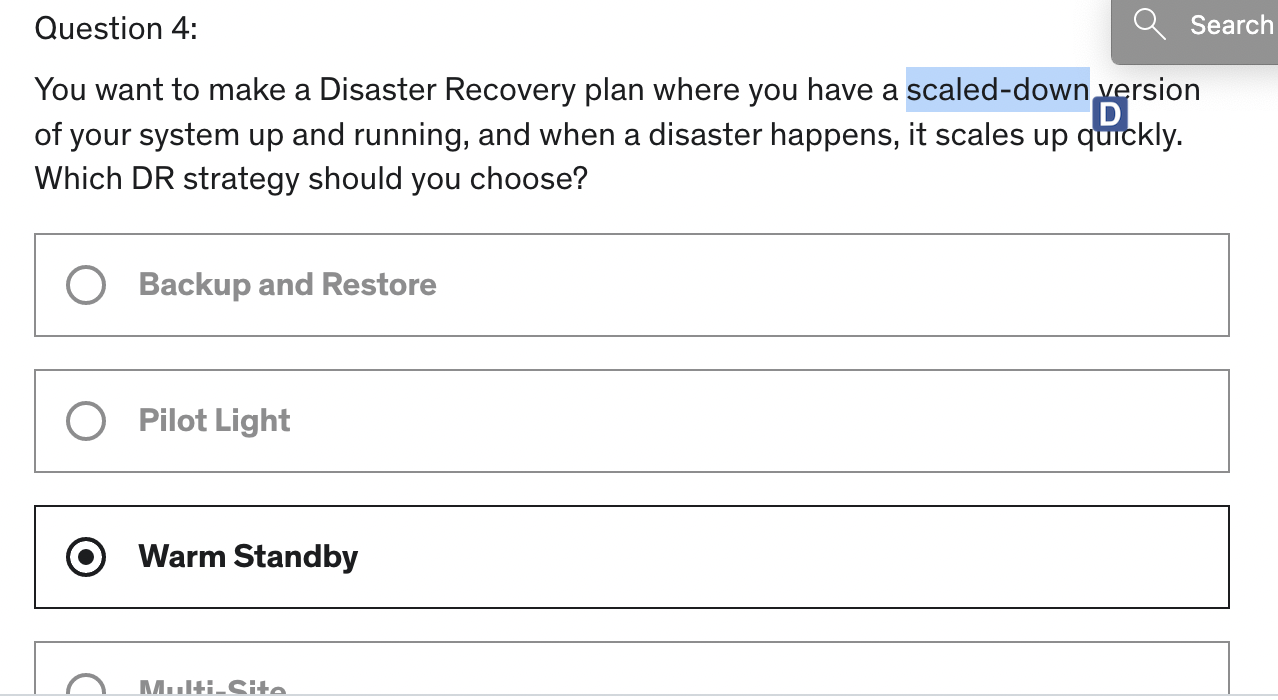 Question 4:
Search
You want to make a Disaster Recovery plan where you have a scaled-down version
D
of your system up and running, and when a disaster happens, it scales up quickly.
Which DR strategy should you choose?
Backup and Restore
Pilot Light
Warm Standby
Multi-Site